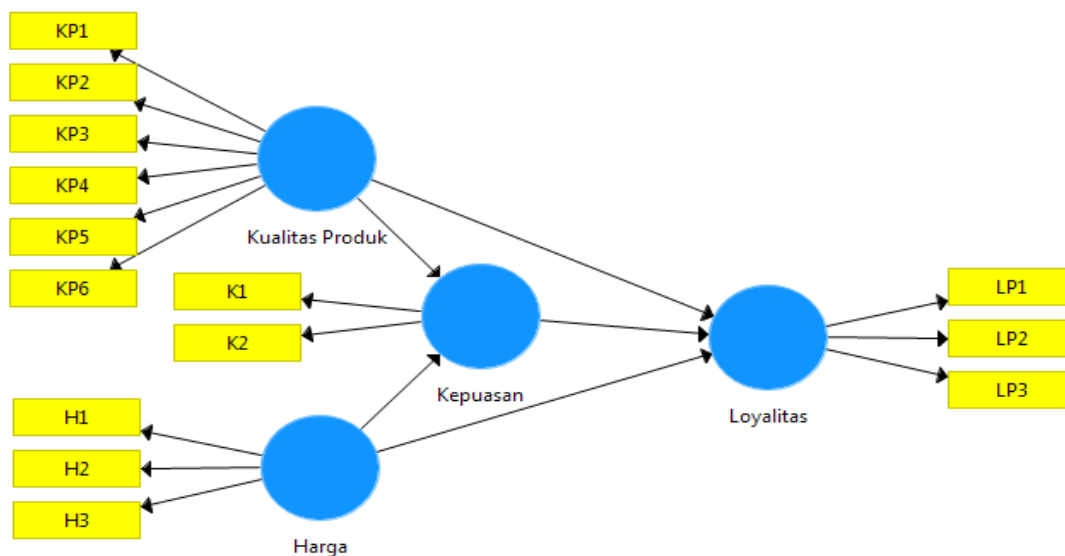 KP1
KP2
KP3
KP4
KP5
KP6
Kualitas Produk
K1
K2
Kepuasan
H1
H2
H3
Harga
Loyalitas
LP1
LP2
LP3